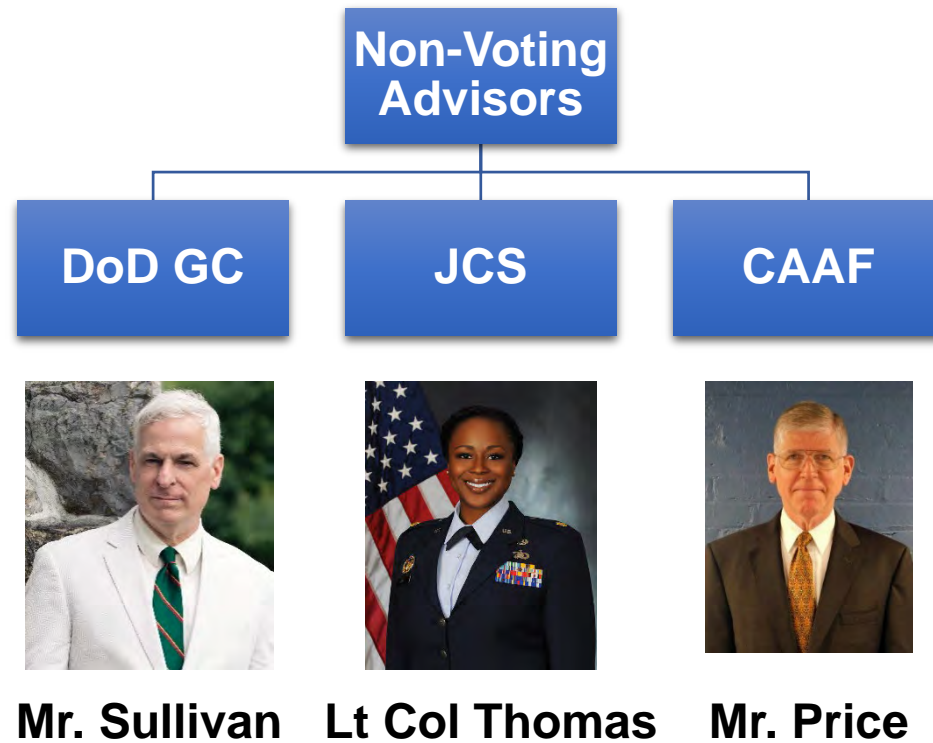 Non-Voting
Advisors
DoD GC
JCS
CAAF
Mr. Sullivan
Lt Col Thomas
Mr. Price